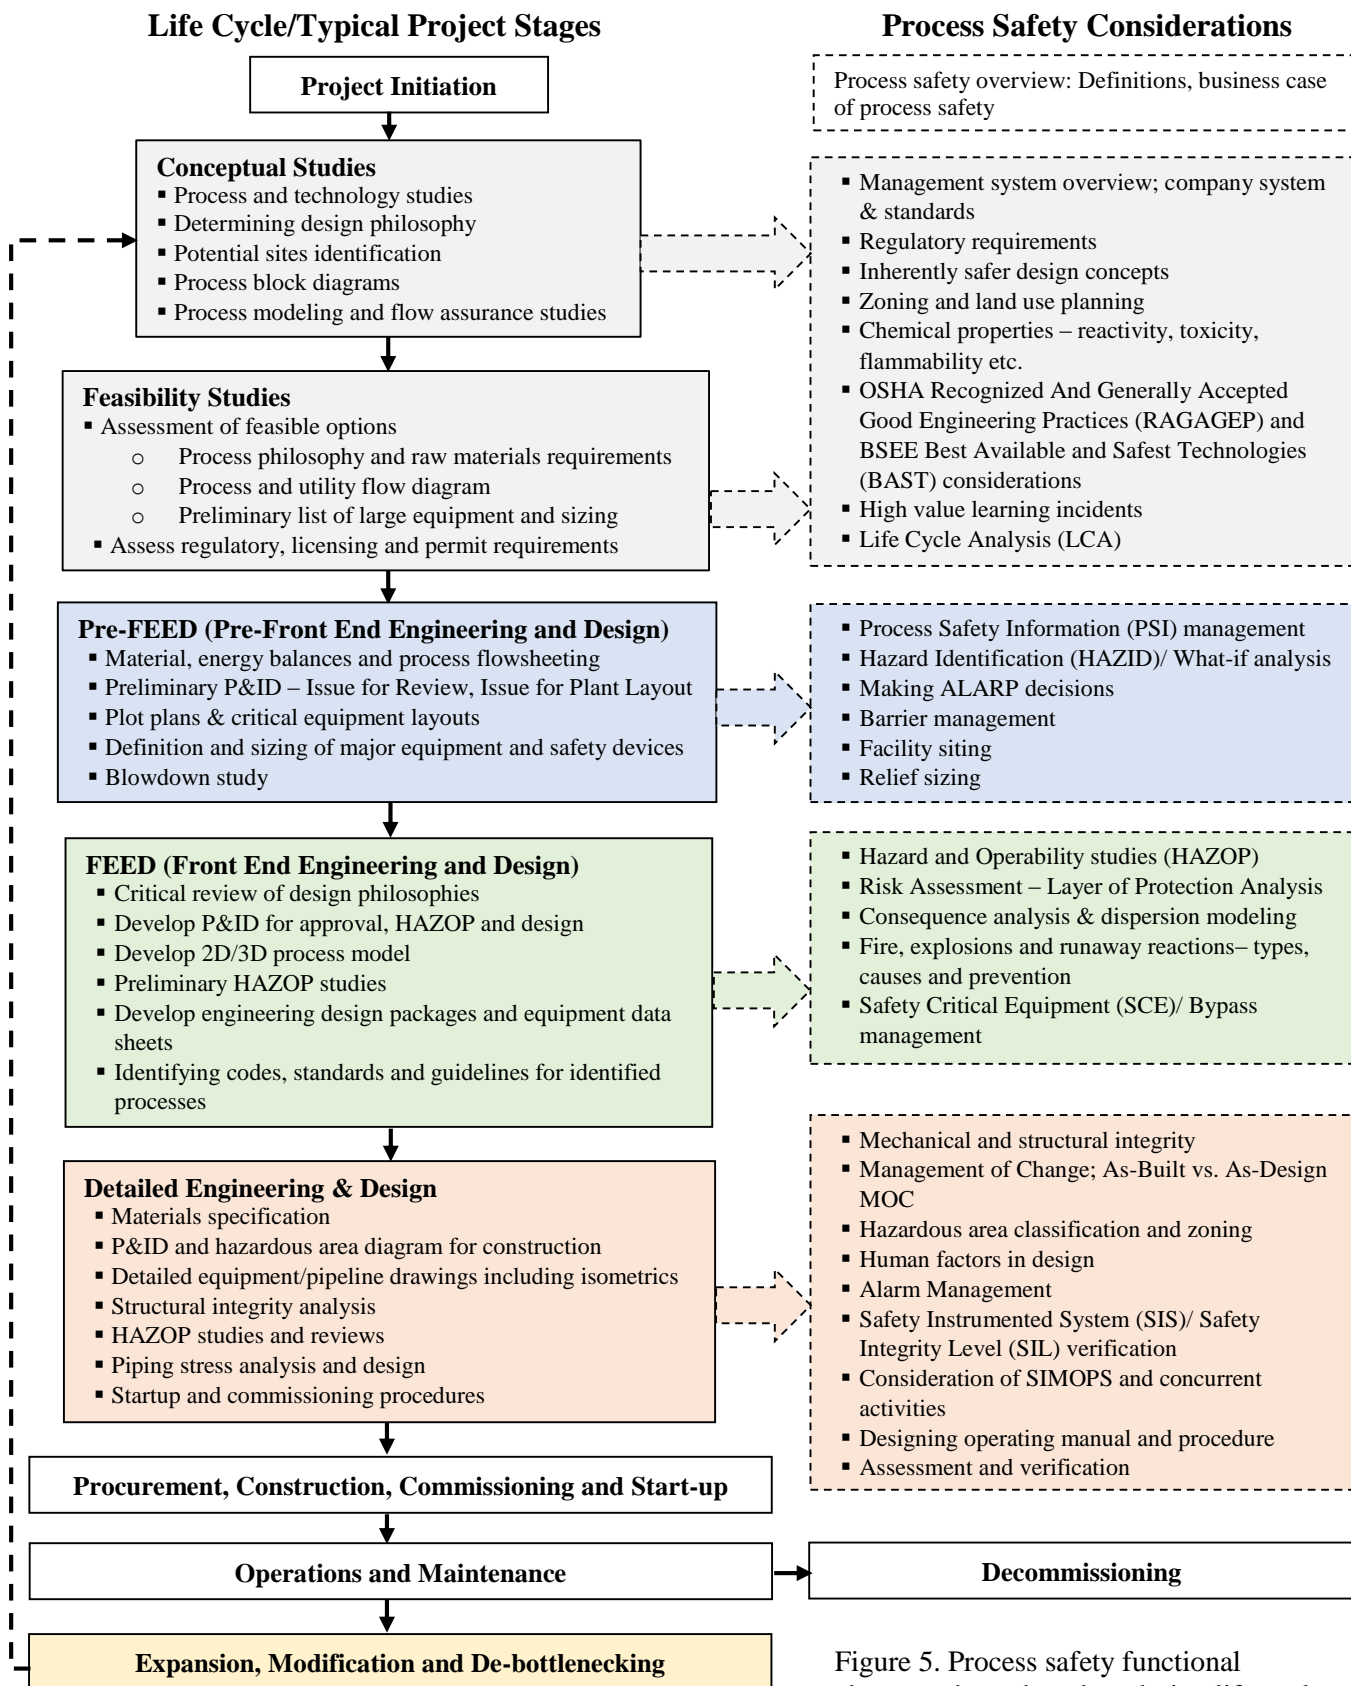 Life Cycle/Typical Project Stages
Process Safety Considerations
Project Initiation
Process safety overview: Definitions, business case
of process safety
Conceptual Studies
▪ Process and technology studies
▪ Determining design philosophy
▪ Potential sites identification
▪ Process block diagrams
▪ Process modeling and flow assurance studies
Feasibility Studies
▪ Assessment of feasible options
o Process philosophy and raw materials requirements
o Process and utility flow diagram
o Preliminary list of large equipment and sizing
▪ Assess regulatory, licensing and permit requirements
▪ Management system overview; company system
& standards
▪ Regulatory requirements
▪ Inherently safer design concepts
▪ Zoning and land use planning
▪ Chemical properties – reactivity, toxicity,
flammability etc.
▪ OSHA Recognized And Generally Accepted
Good Engineering Practices (RAGAGEP) and
BSEE Best Available and Safest Technologies
(BAST) considerations
▪ High value learning incidents
▪ Life Cycle Analysis (LCA)
Pre-FEED (Pre-Front End Engineering and Design)
▪ Material, energy balances and process flowsheeting
▪ Preliminary P&ID – Issue for Review, Issue for Plant Layout
▪ Plot plans & critical equipment layouts
▪ Definition and sizing of major equipment and safety devices
▪ Blowdown study
▪ Process Safety Information (PSI) management
▪ Hazard Identification (HAZID)/ What-if analysis
▪ Making ALARP decisions
▪ Barrier management
▪ Facility siting
▪ Relief sizing
FEED (Front End Engineering and Design)
▪ Critical review of design philosophies
▪ Develop P&ID for approval, HAZOP and design
▪ Develop 2D/3D process model
▪ Preliminary HAZOP studies
▪ Develop engineering design packages and equipment data
sheets
▪ Identifying codes, standards and guidelines for identified
processes
▪ Hazard and Operability studies (HAZOP)
▪ Risk Assessment – Layer of Protection Analysis
▪ Consequence analysis & dispersion modeling
▪ Fire, explosions and runaway reactions– types,
causes and prevention
▪ Safety Critical Equipment (SCE)/ Bypass
management
Detailed Engineering & Design
▪ Materials specification
▪ P&ID and hazardous area diagram for construction
▪ Detailed equipment/pipeline drawings including isometrics
▪ Structural integrity analysis
▪ HAZOP studies and reviews
▪ Piping stress analysis and design
▪ Startup and commissioning procedures
▪ Mechanical and structural integrity
▪ Management of Change; As-Built vs. As-Design
MOC
▪ Hazardous area classification and zoning
▪ Human factors in design
▪ Alarm Management
▪ Safety Instrumented System (SIS)/ Safety
Integrity Level (SIL) verification
▪ Consideration of SIMOPS and concurrent
activities
▪ Designing operating manual and procedure
▪ Assessment and verification
Procurement, Construction, Commissioning and Start-up
Operations and Maintenance
Decommissioning
Expansion, Modification and De-bottlenecking
Figure 5. Process safety functional